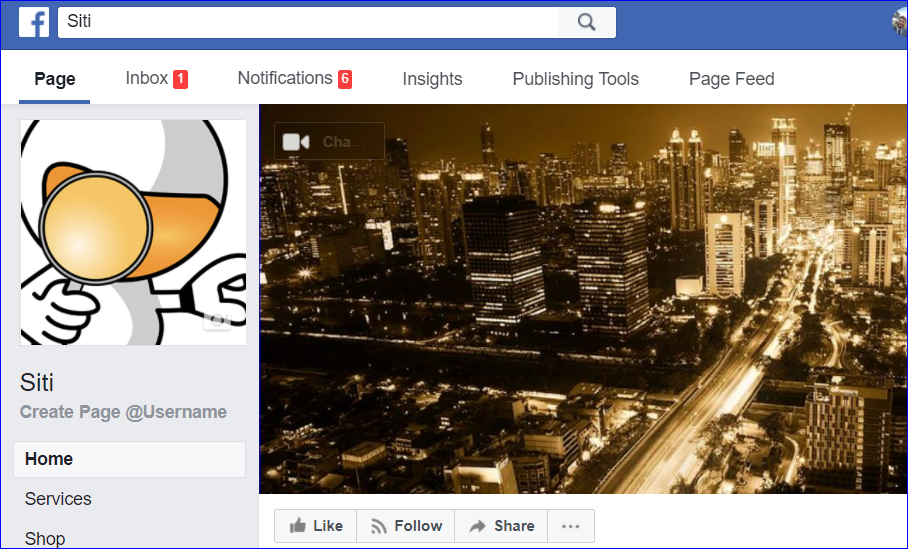 Siti
Page Inbox 1 Notifications 6 Insights Publishing Tools Page Feed
Cha...
Siti
Create Page @Username
Home
Services
Shop
Like Follow Share